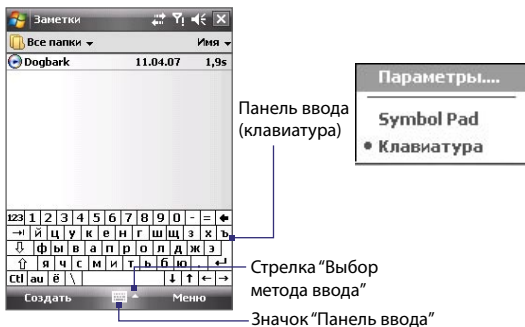 Заметки
Все папки
Имя
Dogbark 11.04.07 1,9s
123 1 2 3 4 5 6 7 8 9 0 - =
й ц у к е н г ш щ з х ъ
ф ы в а п р о л д ж э
я ч с м и т ь б ю .
Ctl аu ё \
Создать Меню
Панель ввода
(клавиатура)
Стрелка “Выбор
метода ввода”
Значок “Панель ввода”
Параметры....
Symbol Pad
Клавиатура